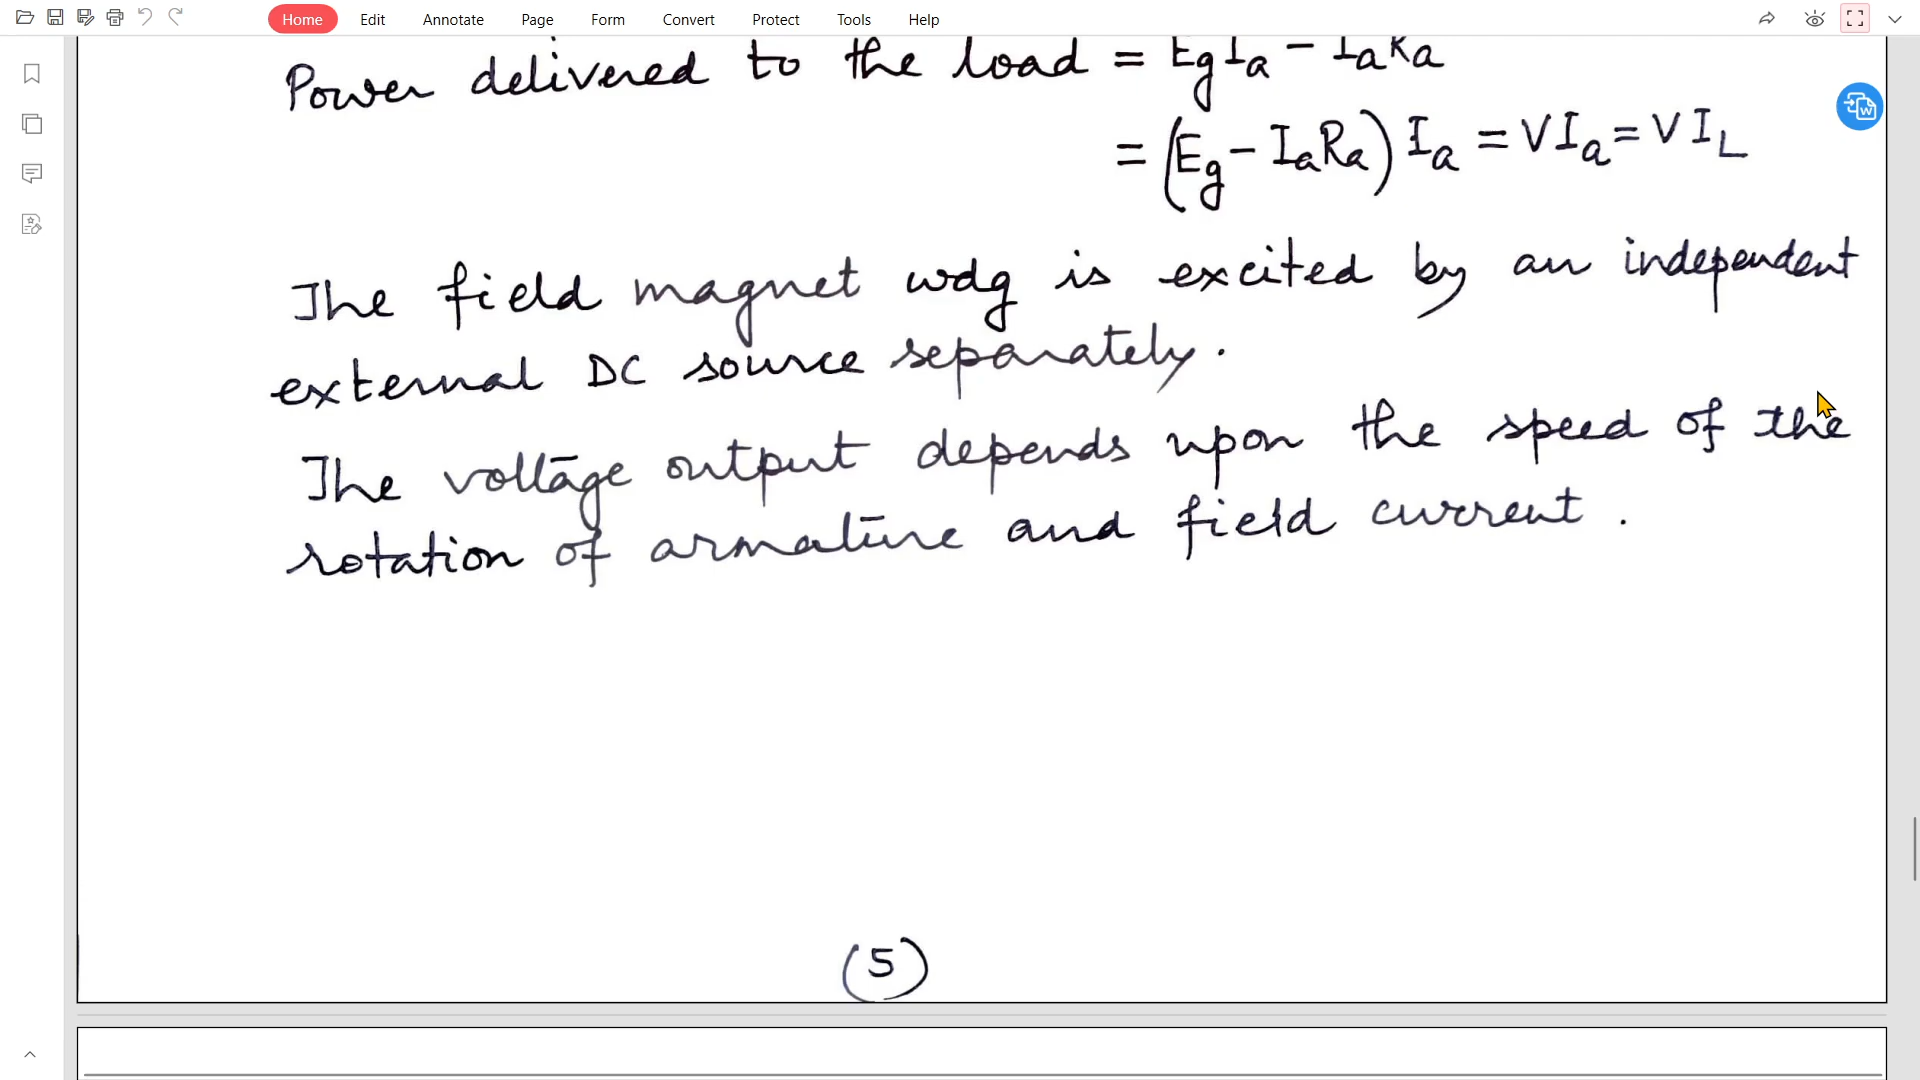 Home Edit Annotate Page Form Convert Protect Tools Help
Power delivered to the load = EgIa - IaRa
= (Eg - IaRa) Ia = VIa = VIL
The field magnet wdg is excited by an independent
external DC source separately.
The voltage output depends upon the speed of the
rotation of armature and field current.
(5)